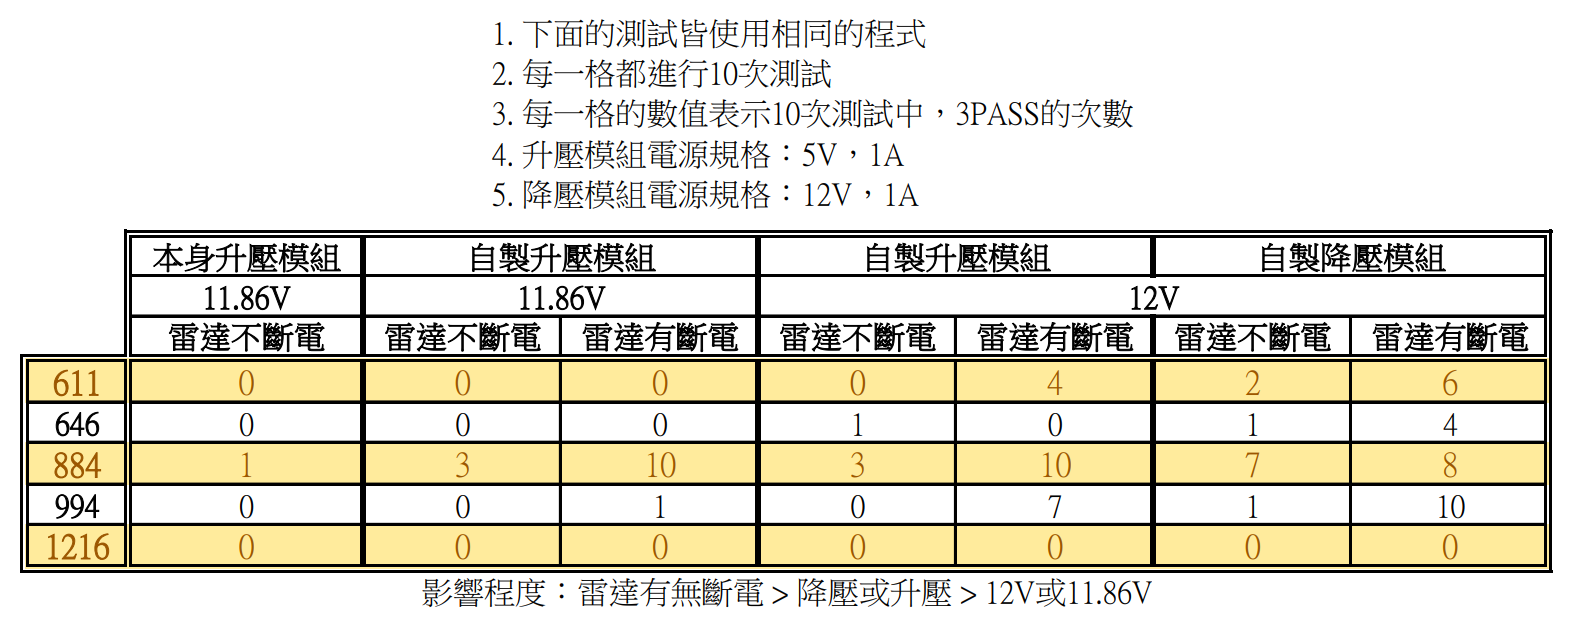 1. 下面的測試皆使用相同的程式
2. 每一格都進行10次測試
3. 每一格的數值表示10次測試中，3PASS的次數
4. 升壓模組電源規格：5V，1A
5. 降壓模組電源規格：12V，1A
本身升壓模組 自製升壓模組 自製升壓模組 自製降壓模組
11.86V 11.86V 12V
雷達不斷電 雷達不斷電 雷達有斷電 雷達不斷電 雷達有斷電 雷達不斷電 雷達有斷電
611 0 0 0 0 4 2 6
646 0 0 0 1 0 1 4
884 1 3 10 3 10 7 8
994 0 0 1 0 7 1 10
1216 0 0 0 0 0 0 0
影響程度：雷達有無斷電 > 降壓或升壓 > 12V或11.86V